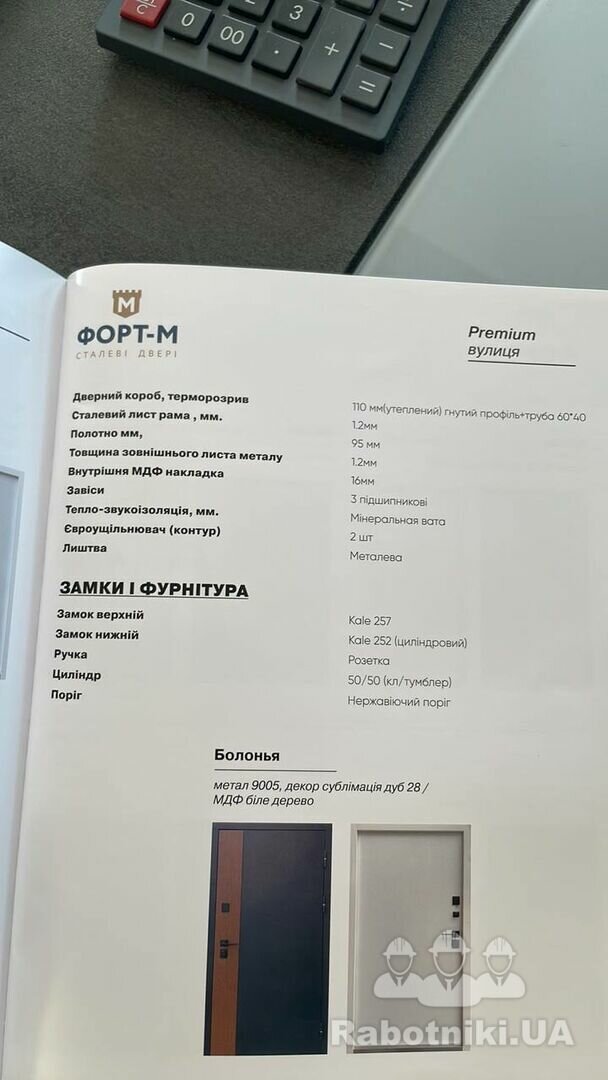 C
0
00
3
.
+
÷
−
=
М
ФОРТ-М
СТАЛЕВІ ДВЕРІ
Premium
вулиця
Дверний короб, терморозрив 110 мм(утеплений) гнутий профіль+труба 60*40
Сталевий лист рама , мм. 1.2мм
Полотно мм, 95 мм
Товщина зовнішнього листа металу 1.2мм
Внутрішня МДФ накладка 16мм
Завіси 3 підшипникові
Тепло-звукоізоляція, мм. Мінеральная вата
Євроущільнювач (контур) 2 шт
Лиштва Металева
ЗАМКИ І ФУРНІТУРА
Замок верхній Kale 257
Замок нижній Kale 252 (циліндровий)
Ручка Розетка
Циліндр 50/50 (кл/тумблер)
Поріг Нержавіючий поріг
Болонья
метал 9005, декор сублімація дуб 28 /
МДФ біле дерево
Rabotniki.UA